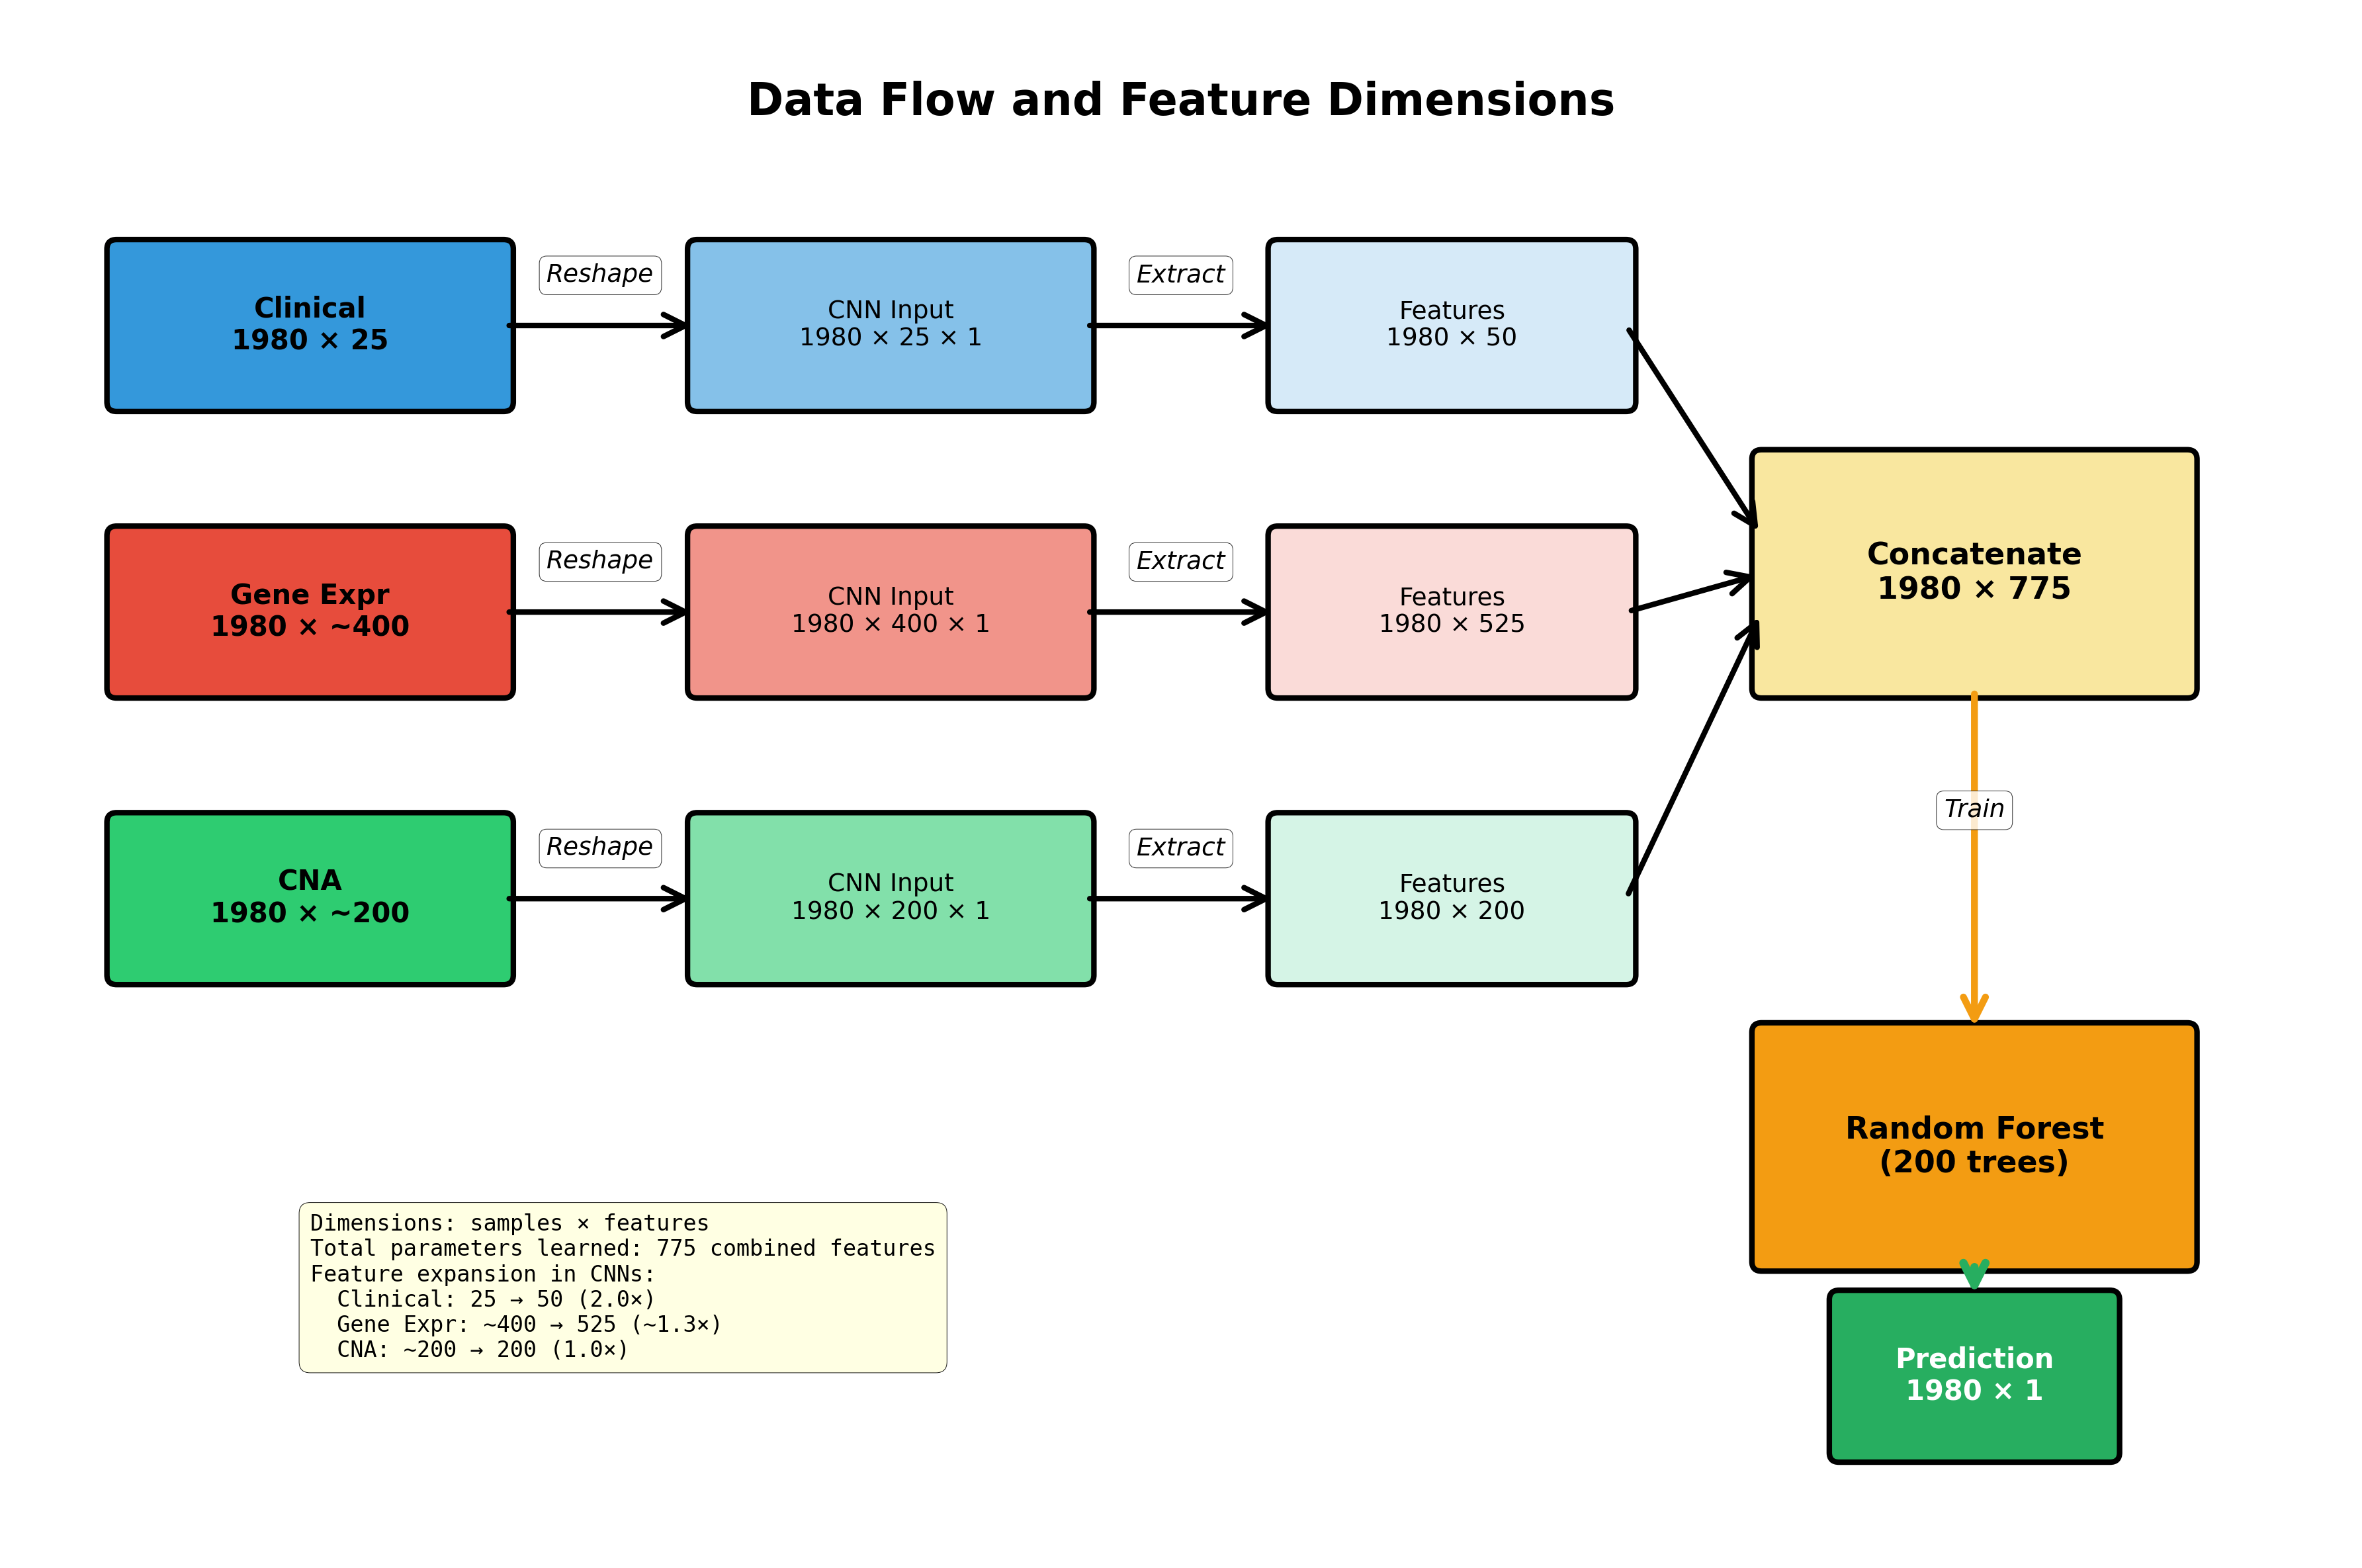 Data Flow and Feature Dimensions
Clinical
1980 × 25
Reshape
CNN Input
1980 × 25 × 1
Extract
Features
1980 × 50
Gene Expr
1980 × ~400
Reshape
CNN Input
1980 × 400 × 1
Extract
Features
1980 × 525
Concatenate
1980 × 775
CNA
1980 × ~200
Reshape
CNN Input
1980 × 200 × 1
Extract
Features
1980 × 200
Train
Random Forest
(200 trees)
Prediction
1980 × 1
Dimensions: samples × features
Total parameters learned: 775 combined features
Feature expansion in CNNs:
Clinical: 25 → 50 (2.0×)
Gene Expr: ~400 → 525 (~1.3×)
CNA: ~200 → 200 (1.0×)